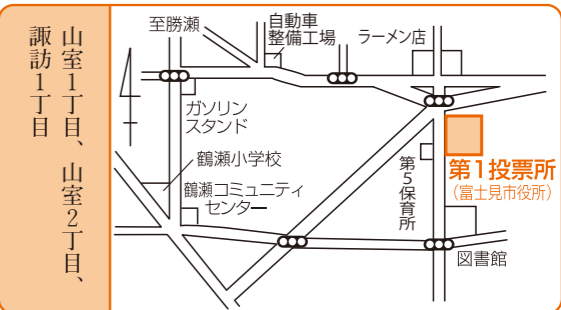 山室1丁目、山室2丁目、
諏訪1丁目
至勝瀬
自動車
整備工場
ラーメン店
ガソリン
スタンド
鶴瀬小学校
鶴瀬コミュニティ
センター
第5保育所
第1投票所
(富士見市役所)
図書館